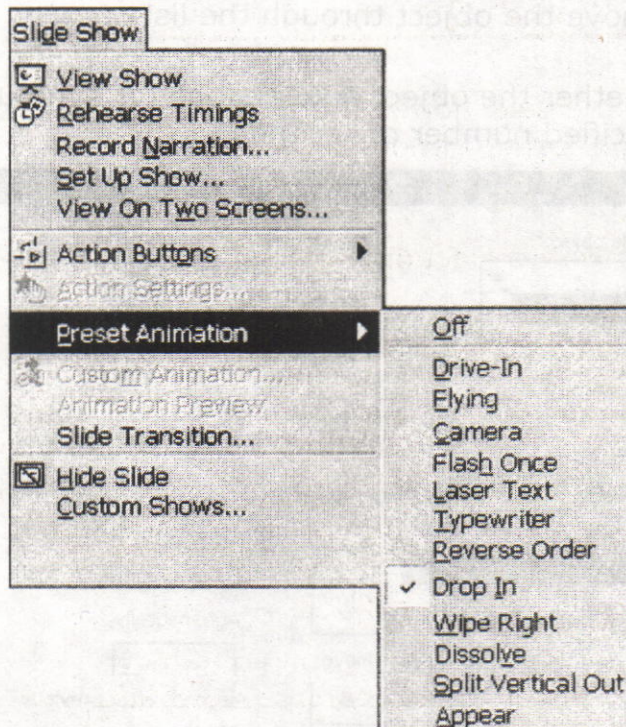 ove the object through the list
ether the object
cified number of
Slide Show
View Show
Rehearse Timings
Record Narration...
Set Up Show...
View On Two Screens...
Action Buttons
Action Settings...
Preset Animation
Custom Animation...
Animation Preview
Slide Transition...
Hide Slide
Custom Shows...
Off
Drive-In
Flying
Camera
Flash Once
Laser Text
Typewriter
Reverse Order
Drop In
Wipe Right
Dissolve
Split Vertical Out
Appear